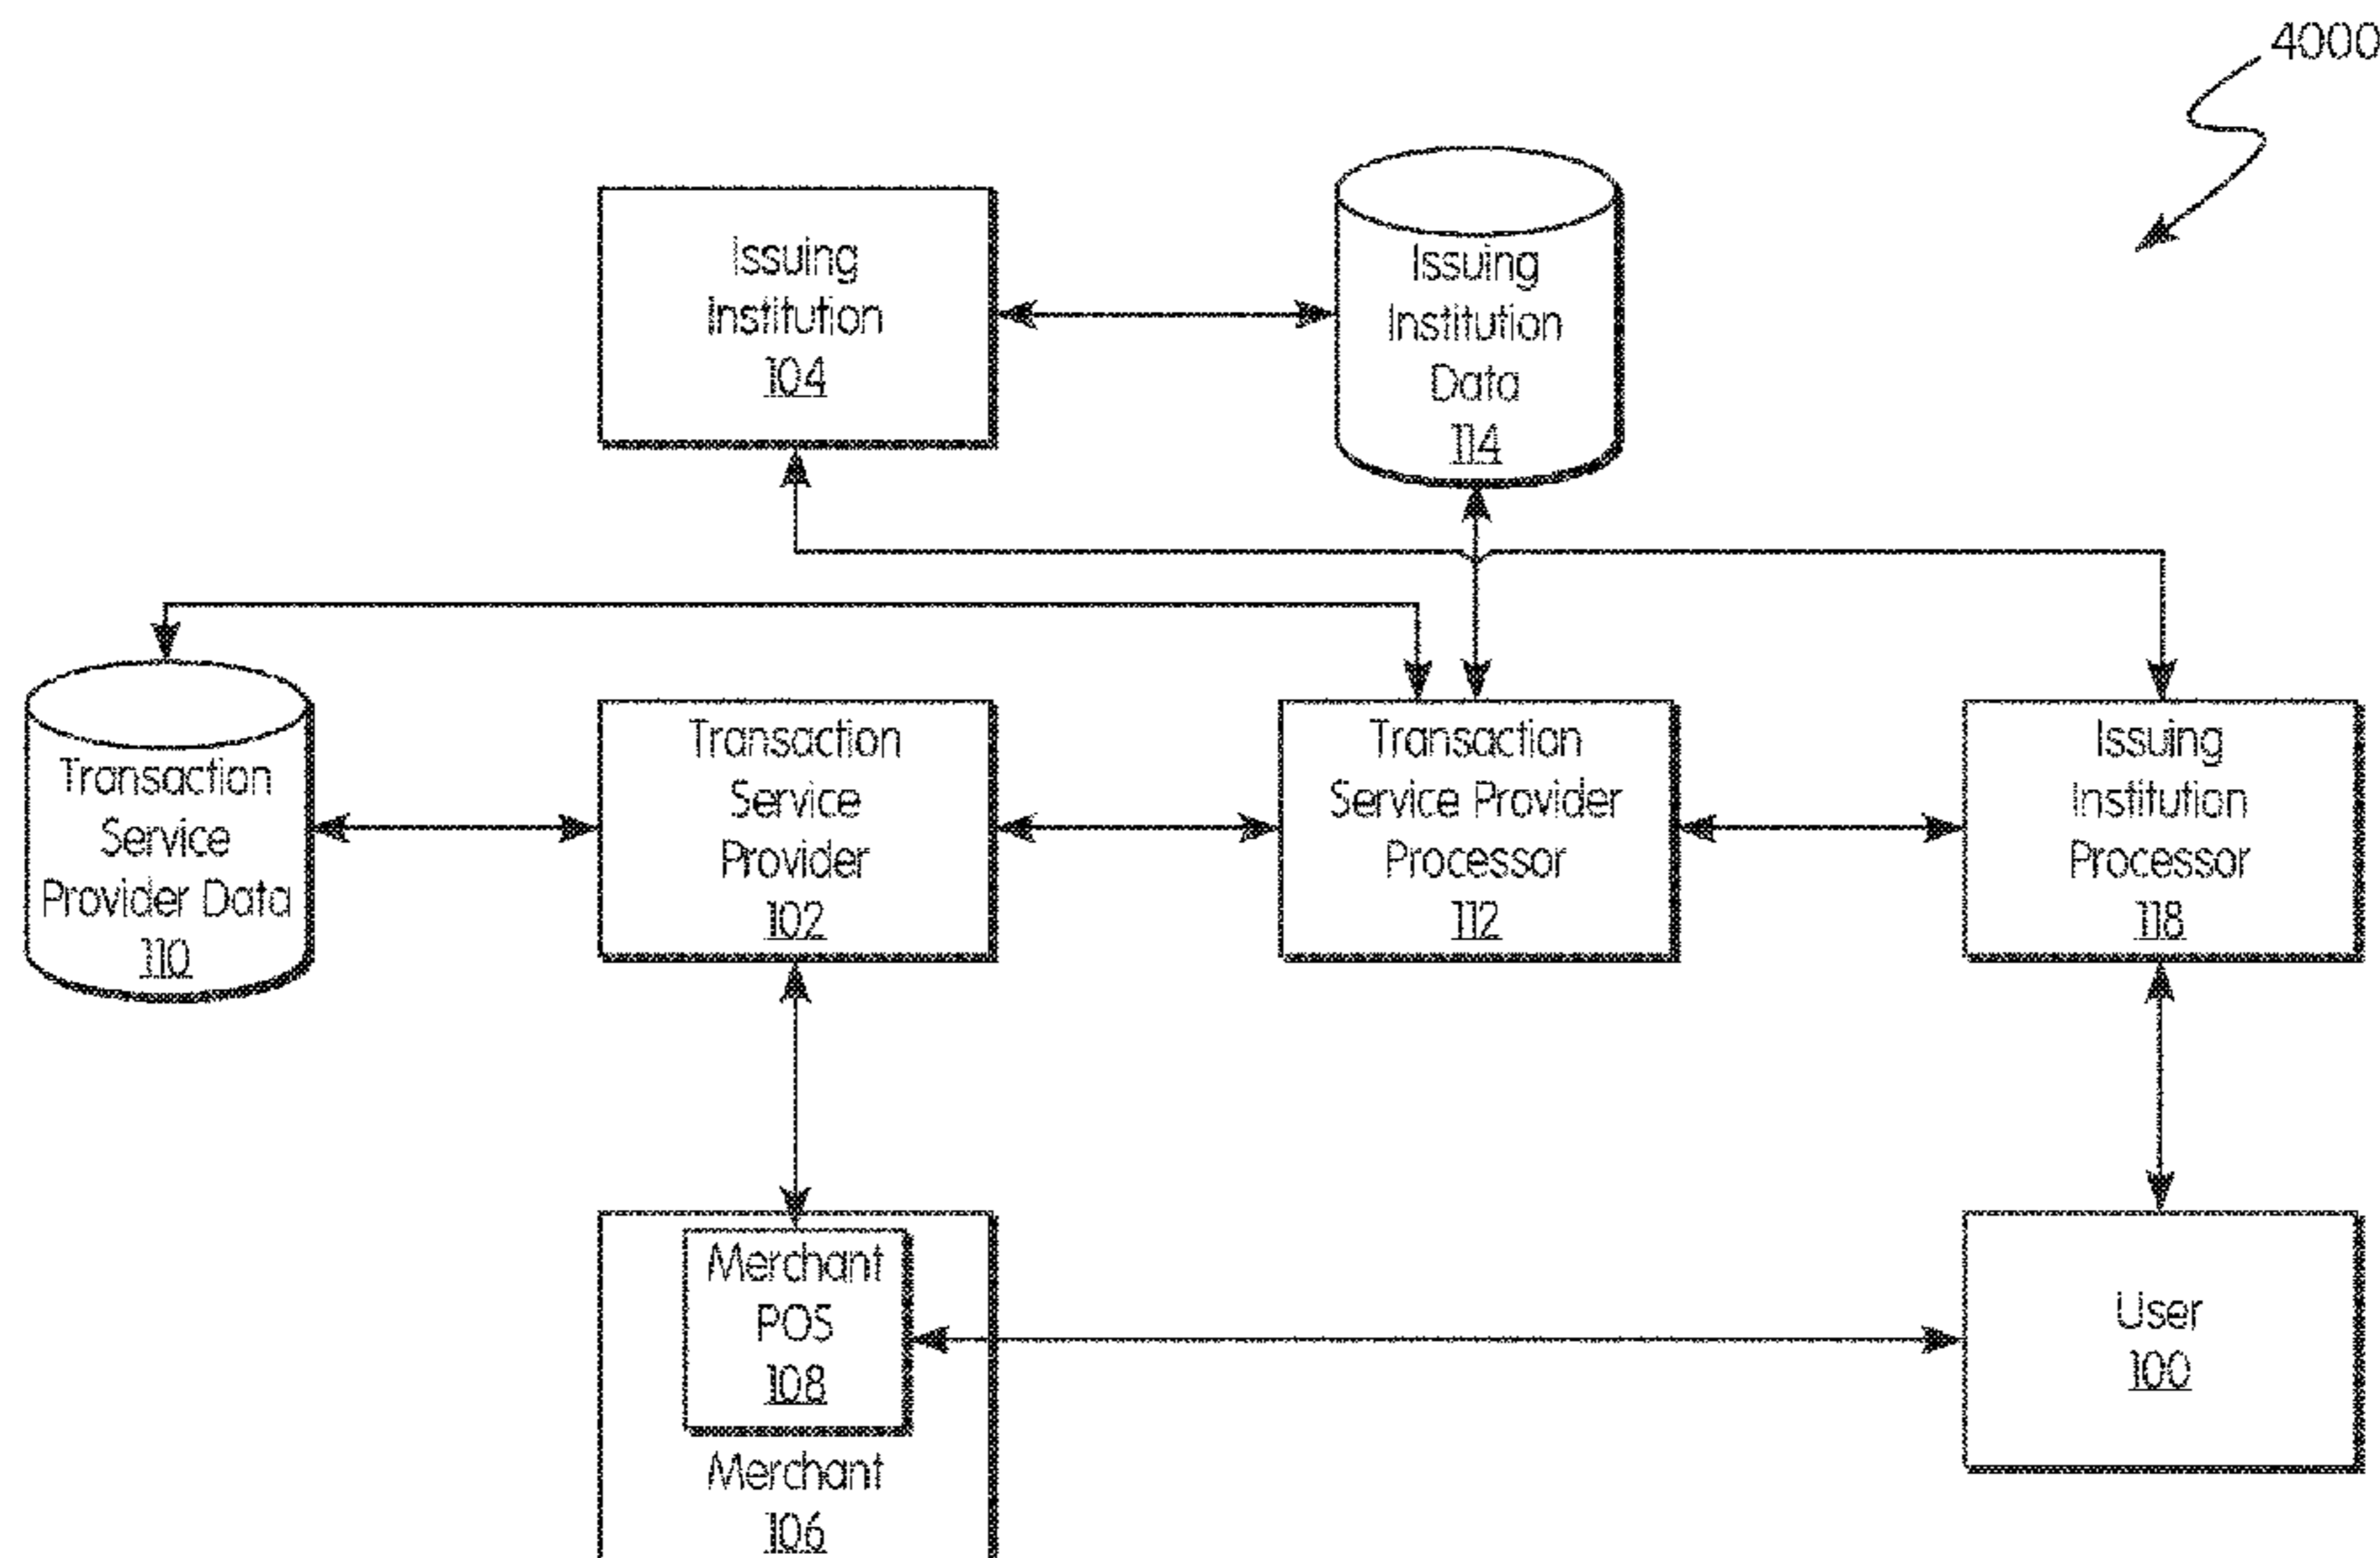 4000
Issuing
Institution
104
Issuing
Institution
Data
114
Transaction
Service
Provider Data
110
Transaction
Service
Provider
102
Transaction
Service Provider
Processor
112
Issuing
Institution
Processor
118
Merchant
POS
108
Merchant
106
User
100